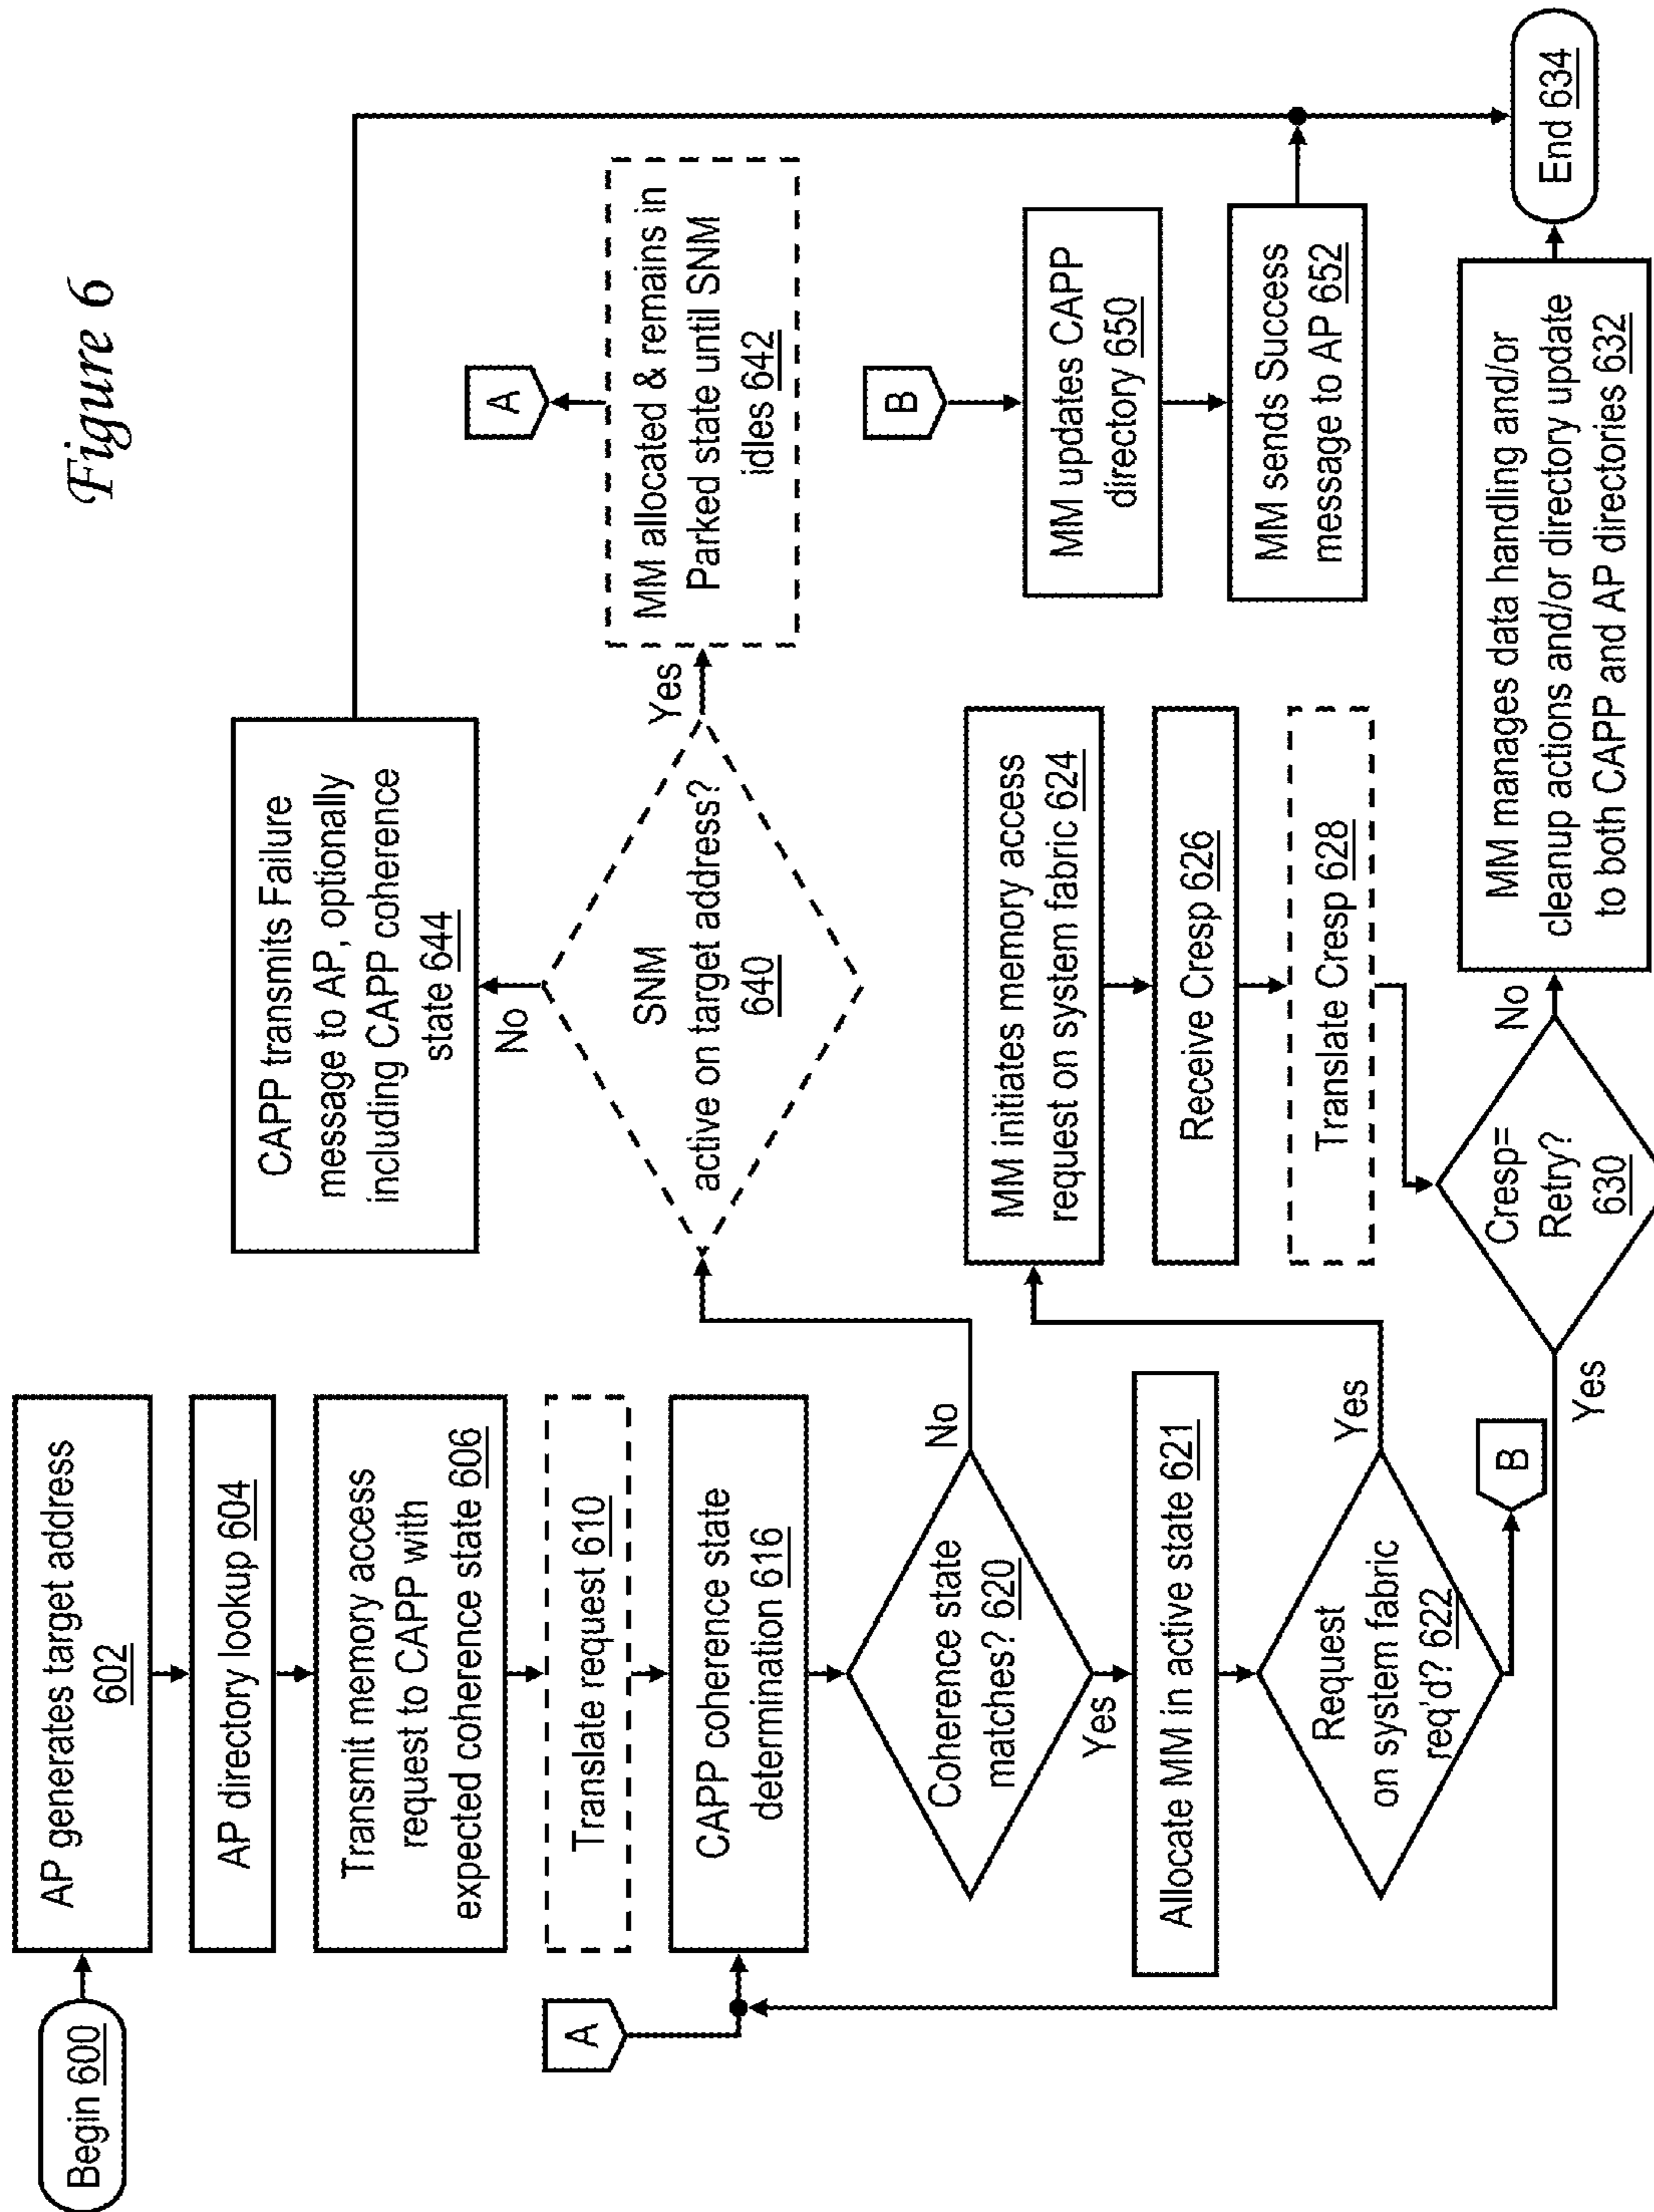 Figure 6
Begin 600
AP generates target address
602
AP directory lookup 604
Transmit memory access
request to CAPP with
expected coherence state 606
Translate request 610
A
CAPP coherence state
determination 616
Coherence state
matches? 620
No
Yes
Allocate MM in active state 621
Request
on system fabric
req'd? 622
Yes
B
SNM
active on target address?
640
No
Yes
CAPP transmits Failure
message to AP, optionally
including CAPP coherence
state 644
MM allocated & remains in
Parked state until SNM
idles 642
A
MM initiates memory access
request on system fabric 624
Receive Cresp 626
Translate Cresp 628
Cresp=
Retry?
630
Yes
No
B
MM updates CAPP
directory 650
MM sends Success
message to AP 652
MM manages data handling and/or
cleanup actions and/or directory update
to both CAPP and AP directories 632
End 634